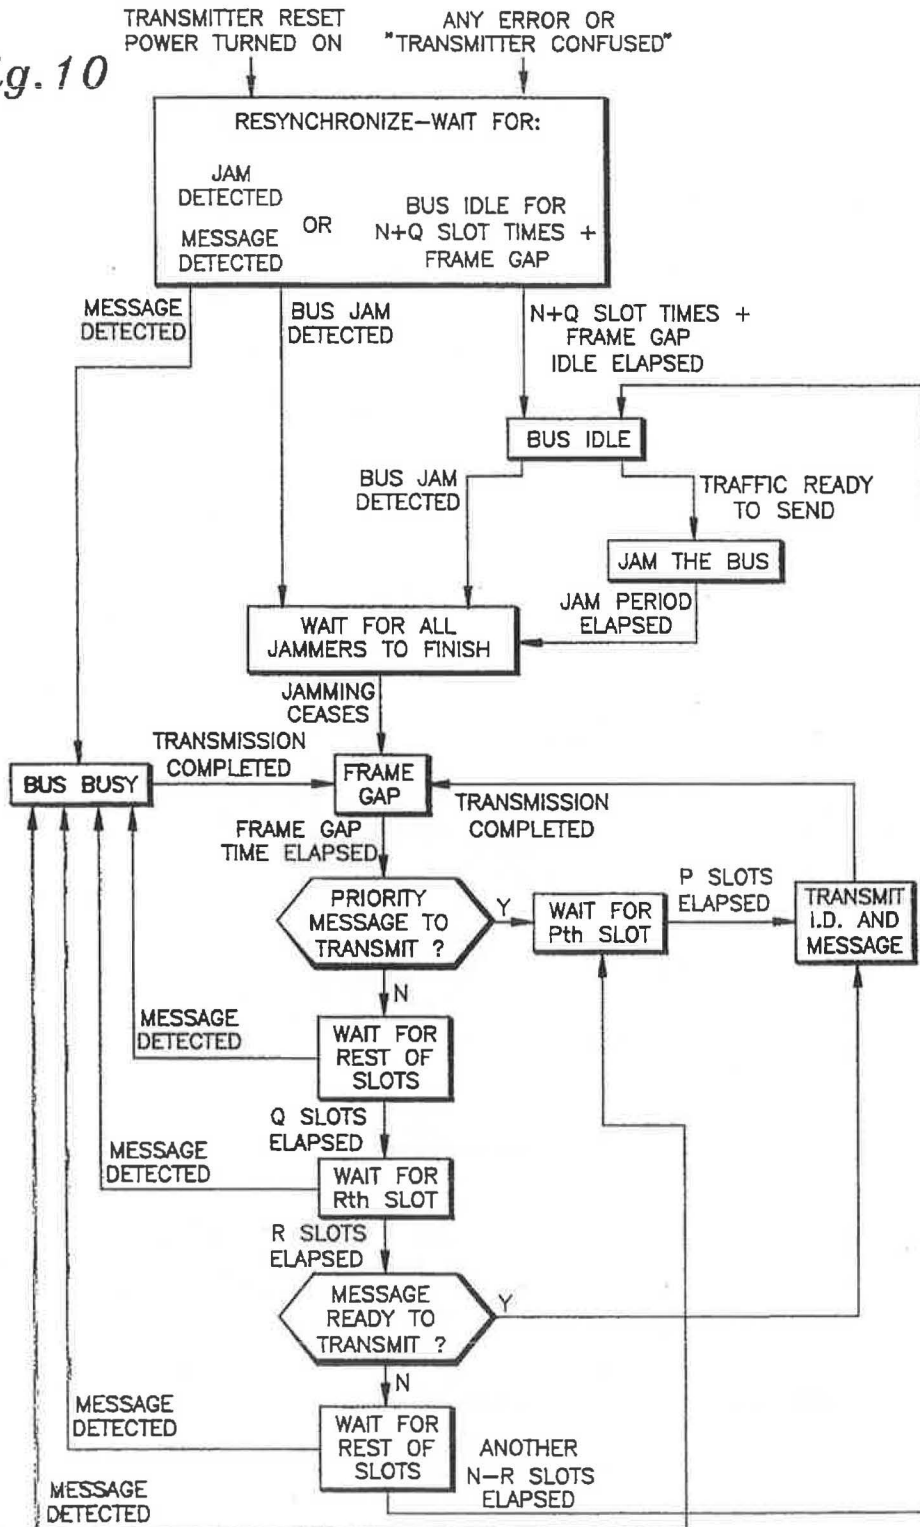 TRANSMITTER RESET
POWER TURNED ON
ANY ERROR OR
"TRANSMITTER CONFUSED"
g.10
RESYNCHRONIZE-WAIT FOR:
JAM
DETECTED
OR
MESSAGE
DETECTED
BUS IDLE FOR
N+Q SLOT TIMES +
FRAME GAP
MESSAGE
DETECTED
BUS JAM
DETECTED
N+Q SLOT TIMES +
FRAME GAP
IDLE ELAPSED
BUS IDLE
BUS JAM
DETECTED
TRAFFIC READY
TO SEND
JAM THE BUS
JAM PERIOD
ELAPSED
WAIT FOR ALL
JAMMERS TO FINISH
JAMMING
CEASES
TRANSMISSION
COMPLETED
BUS BUSY
FRAME
GAP
TRANSMISSION
COMPLETED
FRAME GAP
TIME ELAPSED
PRIORITY
MESSAGE TO
TRANSMIT ?
Y
WAIT FOR
Pth SLOT
P SLOTS
ELAPSED
TRANSMIT
I.D. AND
MESSAGE
N
MESSAGE
DETECTED
WAIT FOR
REST OF
SLOTS
Q SLOTS
ELAPSED
MESSAGE
DETECTED
WAIT FOR
Rth SLOT
R SLOTS
ELAPSED
MESSAGE
READY TO
TRANSMIT ?
Y
N
MESSAGE
DETECTED
WAIT FOR
REST OF
SLOTS
ANOTHER
N-R SLOTS
ELAPSED
MESSAGE
DETECTED